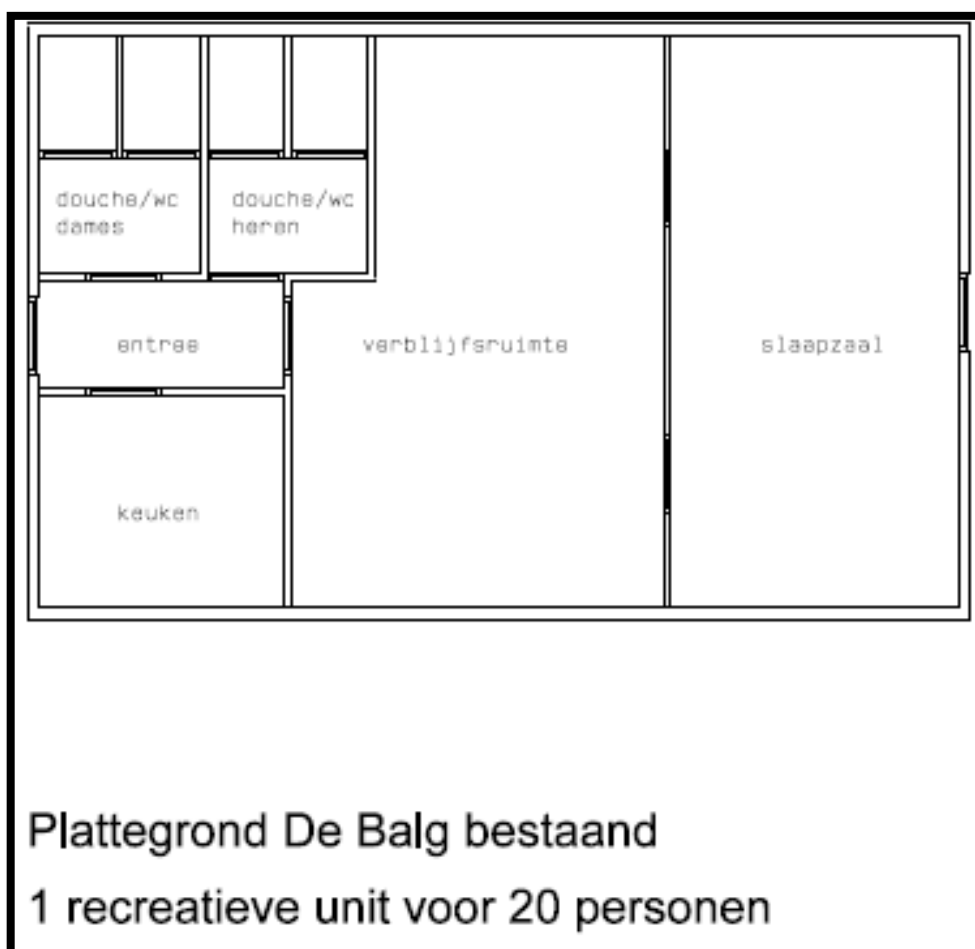 douche/wc
dames
douche/wc
heren
entree
verblijfsruimte
slaapzaal
keuken
Plattegrond De Balg bestaand
1 recreatieve unit voor 20 personen